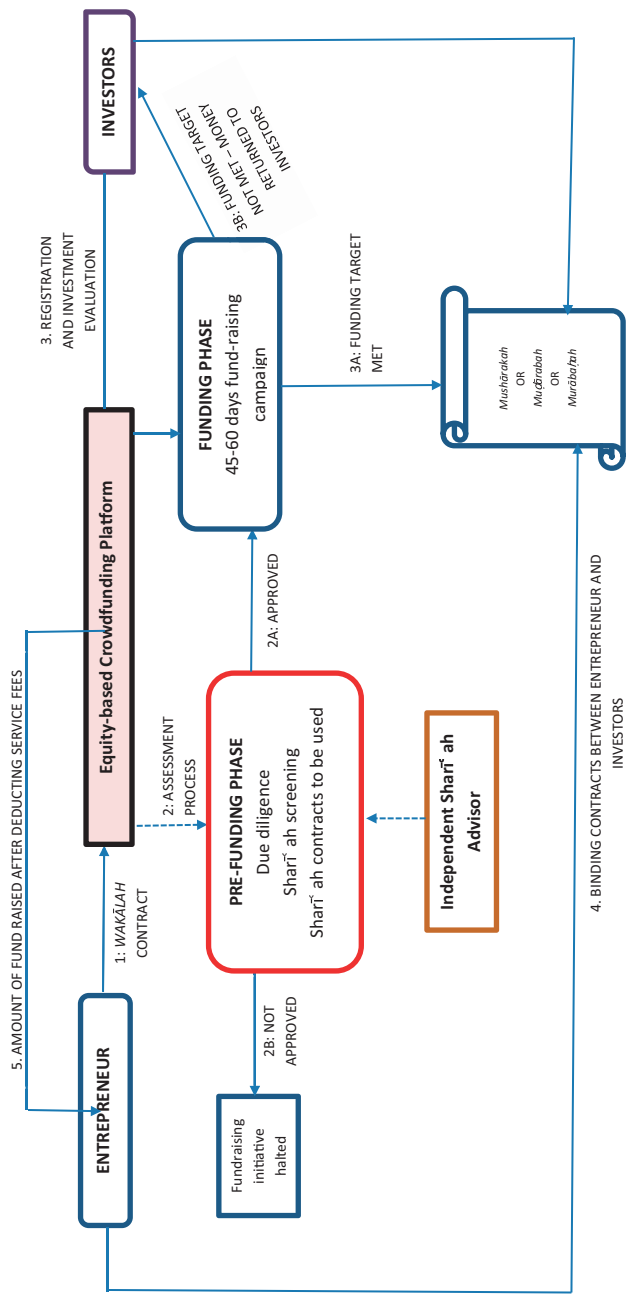 5. AMOUNT OF FUND RAISED AFTER DEDUCTING SERVICE FEES
ENTREPRENEUR
1: WAKĀLAH
CONTRACT
Equity-based Crowdfunding Platform
3. REGISTRATION
AND INVESTMENT
EVALUATION
INVESTORS
2: ASSESSMENT
PROCESS
Fundraising
initiative
halted
2B: NOT
APPROVED
PRE-FUNDING PHASE
Due diligence
Sharīʿah screening
Sharīʿah contracts to be used
2A: APPROVED
FUNDING PHASE
45-60 days fund-raising
campaign
3B: FUNDING TARGET
NOT MET – MONEY
RETURNED TO
INVESTORS
3A: FUNDING TARGET
MET
Independent Sharīʿah
Advisor
Mushārakah
OR
Muḍārabah
OR
Murābaḥah
4. BINDING CONTRACTS BETWEEN ENTREPRENEUR AND
INVESTORS